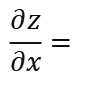 ∂z/∂x =